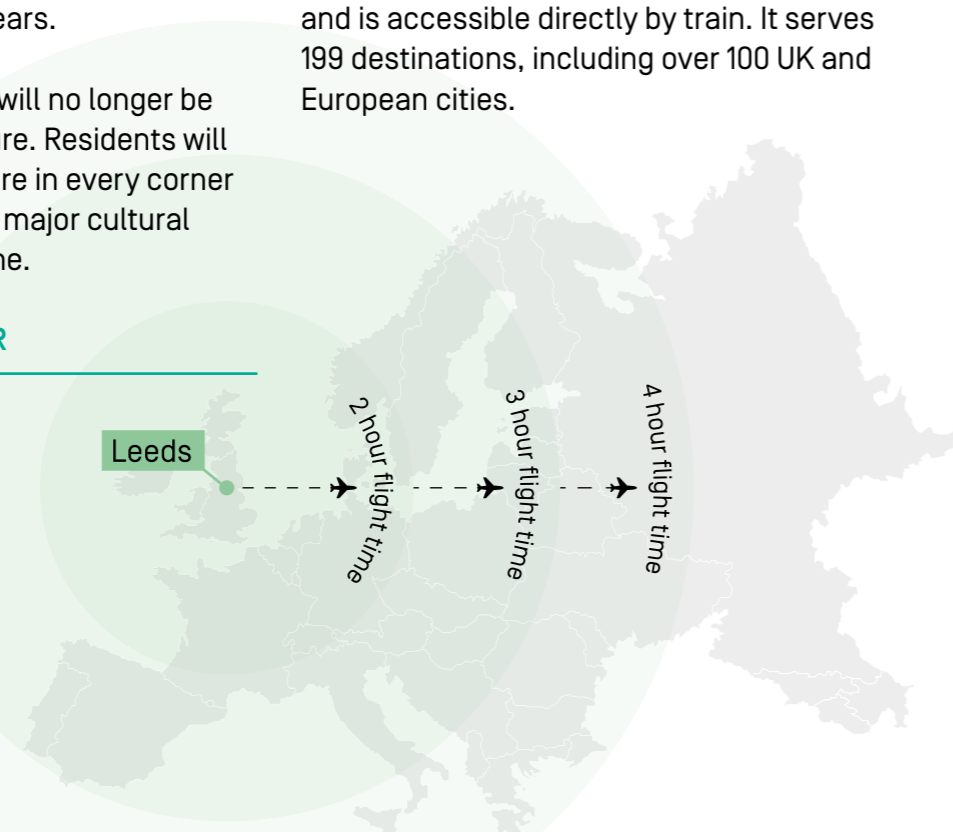 ears.
will no longer be
re. Residents will
re in every corner
major cultural
ne.
R
and is accessible directly by train. It serves
199 destinations, including over 100 UK and
European cities.
Leeds
2 hour flight time
3 hour flight time
4 hour flight time